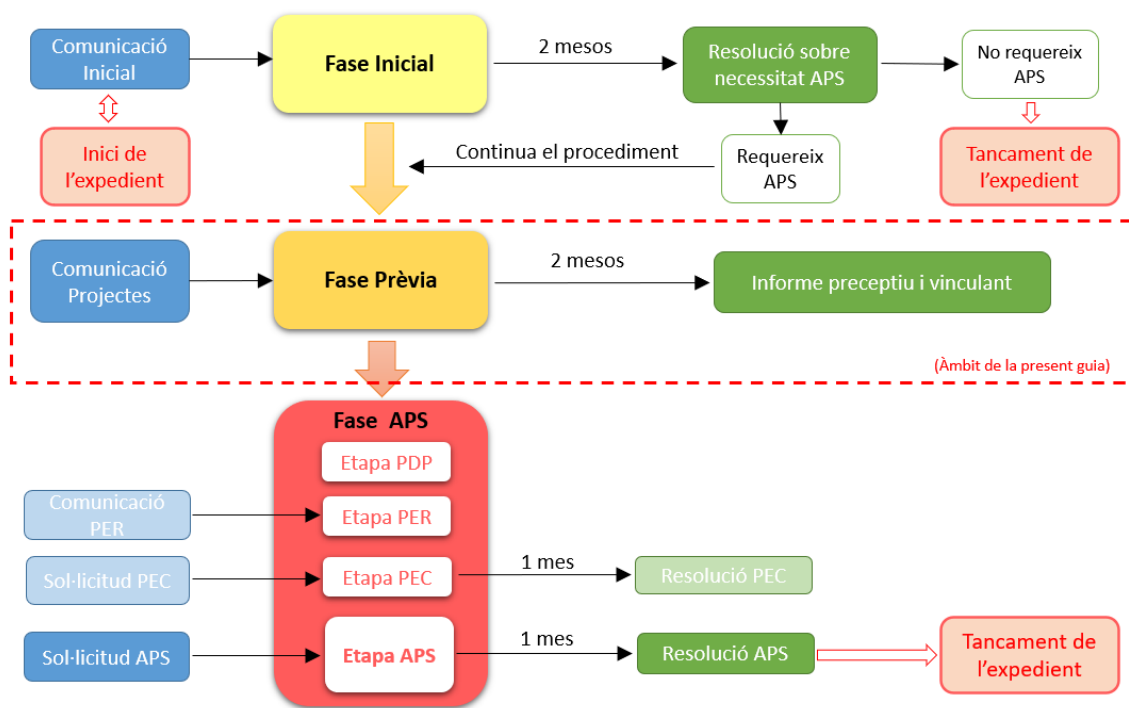 Comunicació
Inicial
Fase Inicial
2 mesos
Resolució sobre
necessitat APS
No requereix
APS
Inici de
l’expedient
Continua el procediment
Requereix
APS
Tancament de
l’expedient
Comunicació
Projectes
Fase Prèvia
2 mesos
Informe preceptiu i vinculant
(Àmbit de la present guia)
Fase APS
Etapa PDP
Comunicació
PER
Etapa PER
Sol·licitud PEC
Etapa PEC
1 mes
Resolució PEC
Sol·licitud APS
Etapa APS
1 mes
Resolució APS
Tancament de
l’expedient